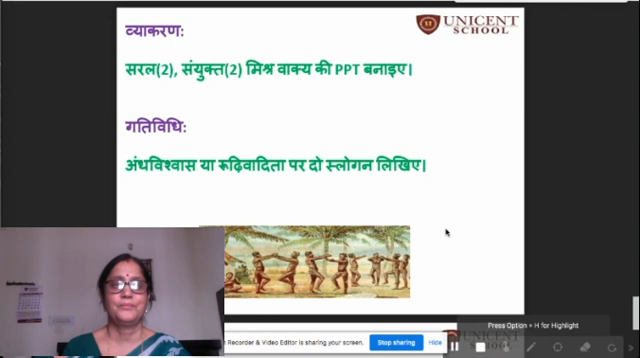 व्याकरण:
UNICENT
SCHOOL
सरल(2), संयुक्त(2) मिश्र वाक्य की PPT बनाइए।
गतिविधि:
अंधविश्वास या रूढ़िवादिता पर दो स्लोगन लिखिए।
Press Option + H for Highlight
Recorder & Video Editor is sharing your screen.
Stop sharing
Hide
UNICENT